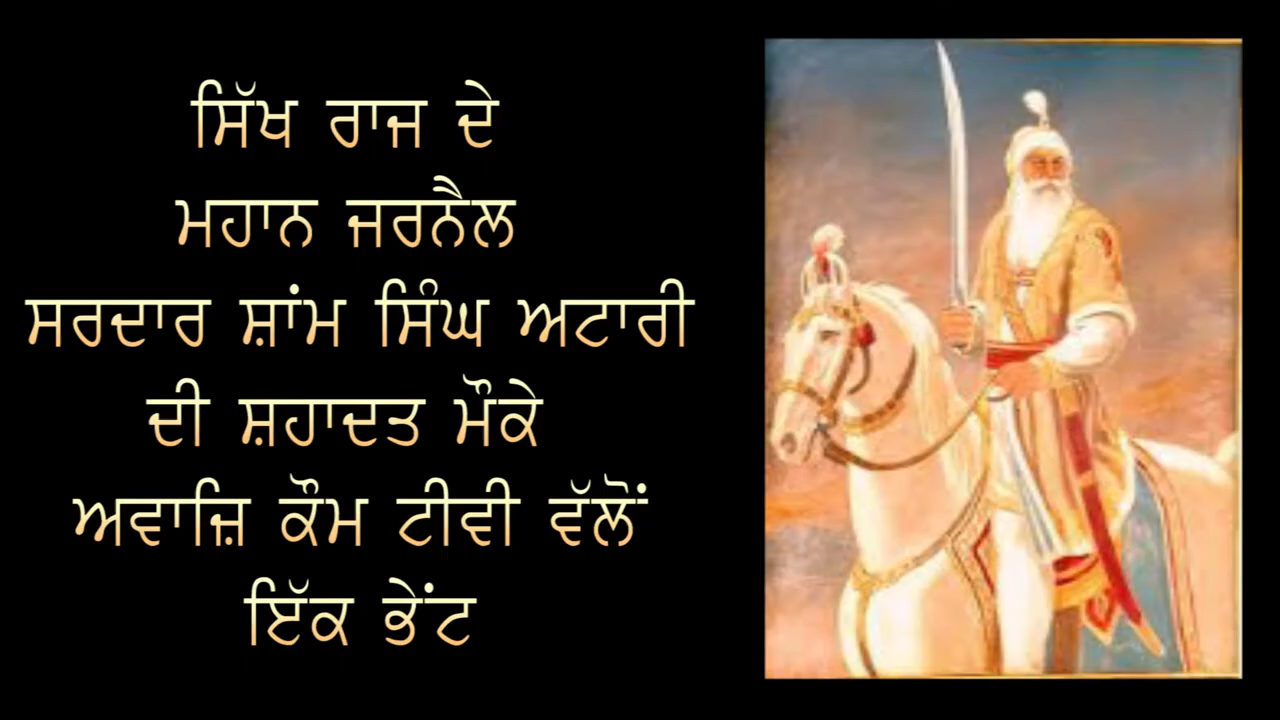 ਸਿੱਖ ਰਾਜ ਦੇ
ਮਹਾਨ ਜਰਨੈਲ
ਸਰਦਾਰ ਸ਼ਾਂਮ ਸਿੰਘ ਅਟਾਰੀ
ਦੀ ਸ਼ਹਾਦਤ ਮੌਕੇ
ਅਵਾਜ਼ਿ ਕੌਮ ਟੀਵੀ ਵੱਲੋਂ
ਇੱਕ ਭੇਂਟ